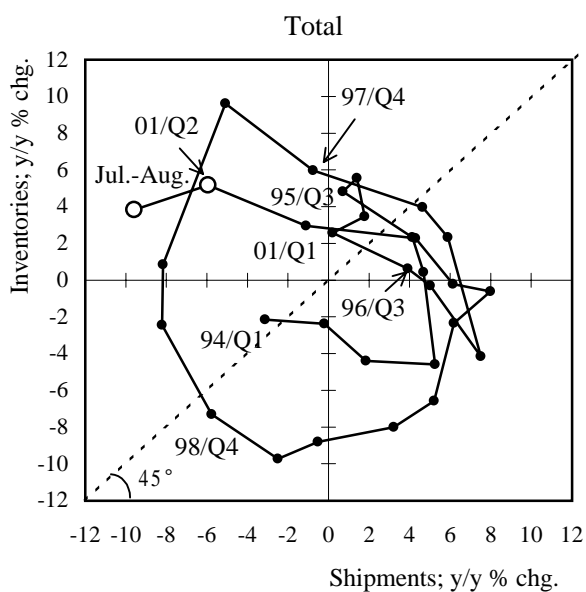 Total
Inventories; y/y % chg.
12
10
8
6
4
2
0
-2
-4
-6
-8
-10
-12
97/Q4
01/Q2
Jul.-Aug.
95/Q3
01/Q1
96/Q3
94/Q1
98/Q4
45°
-12 -10 -8 -6 -4 -2 0 2 4 6 8 10 12
Shipments; y/y % chg.